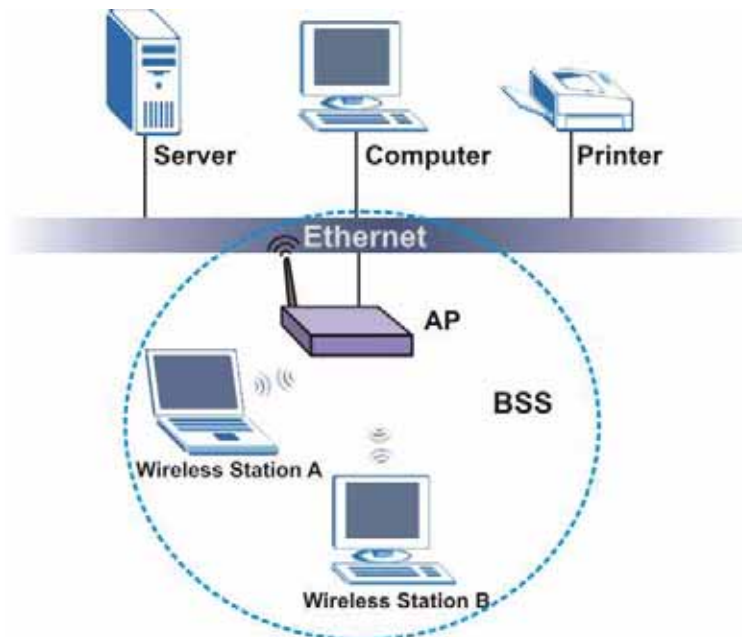 Server
Computer
Printer
Ethernet
AP
BSS
Wireless Station A
Wireless Station B